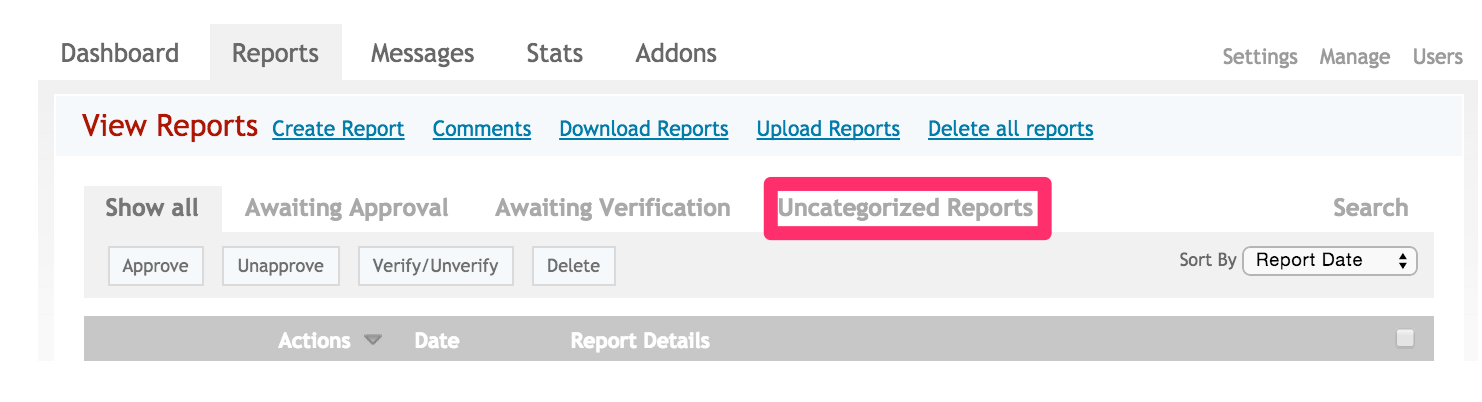 Dashboard Reports Messages Stats Addons Settings Manage Users
View Reports Create Report Comments Download Reports Upload Reports Delete all reports
Show all Awaiting Approval Awaiting Verification Uncategorized Reports Search
Approve Unapprove Verify/Unverify Delete Sort By Report Date
Actions Date Report Details